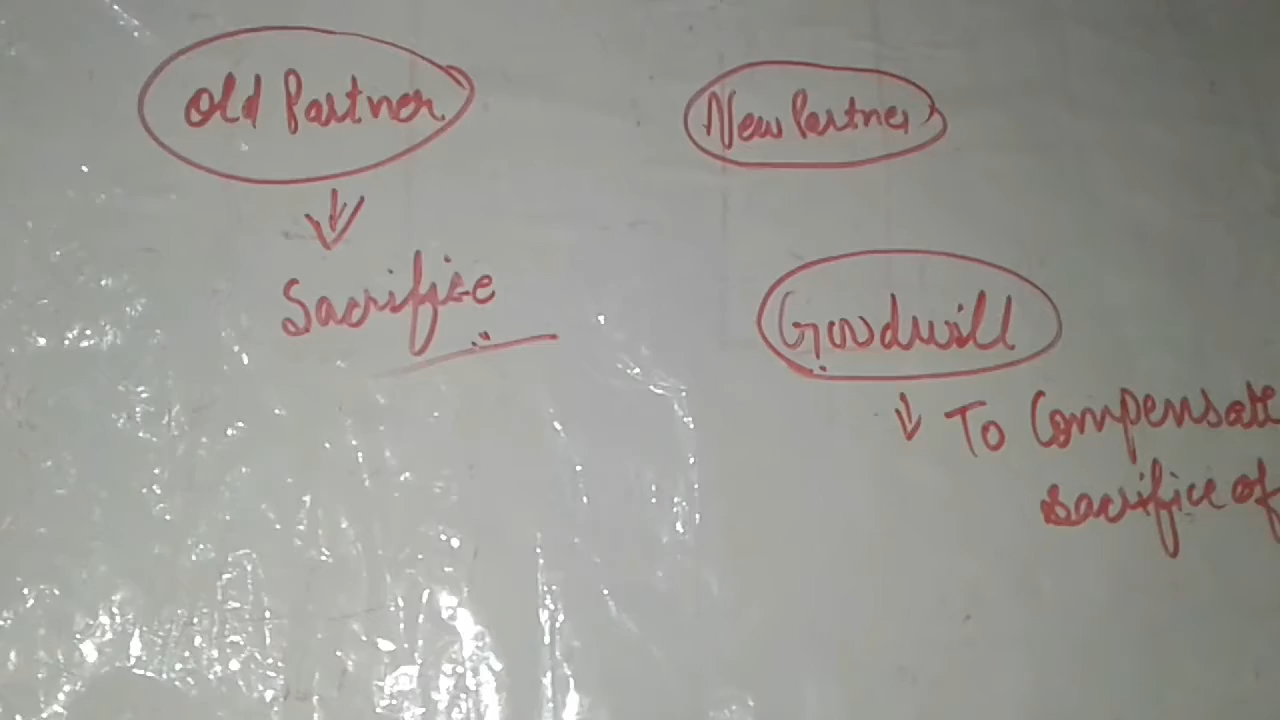 Old Partner
New Partner
Sacrifice
Goodwill
To Compensate
sacrifice of